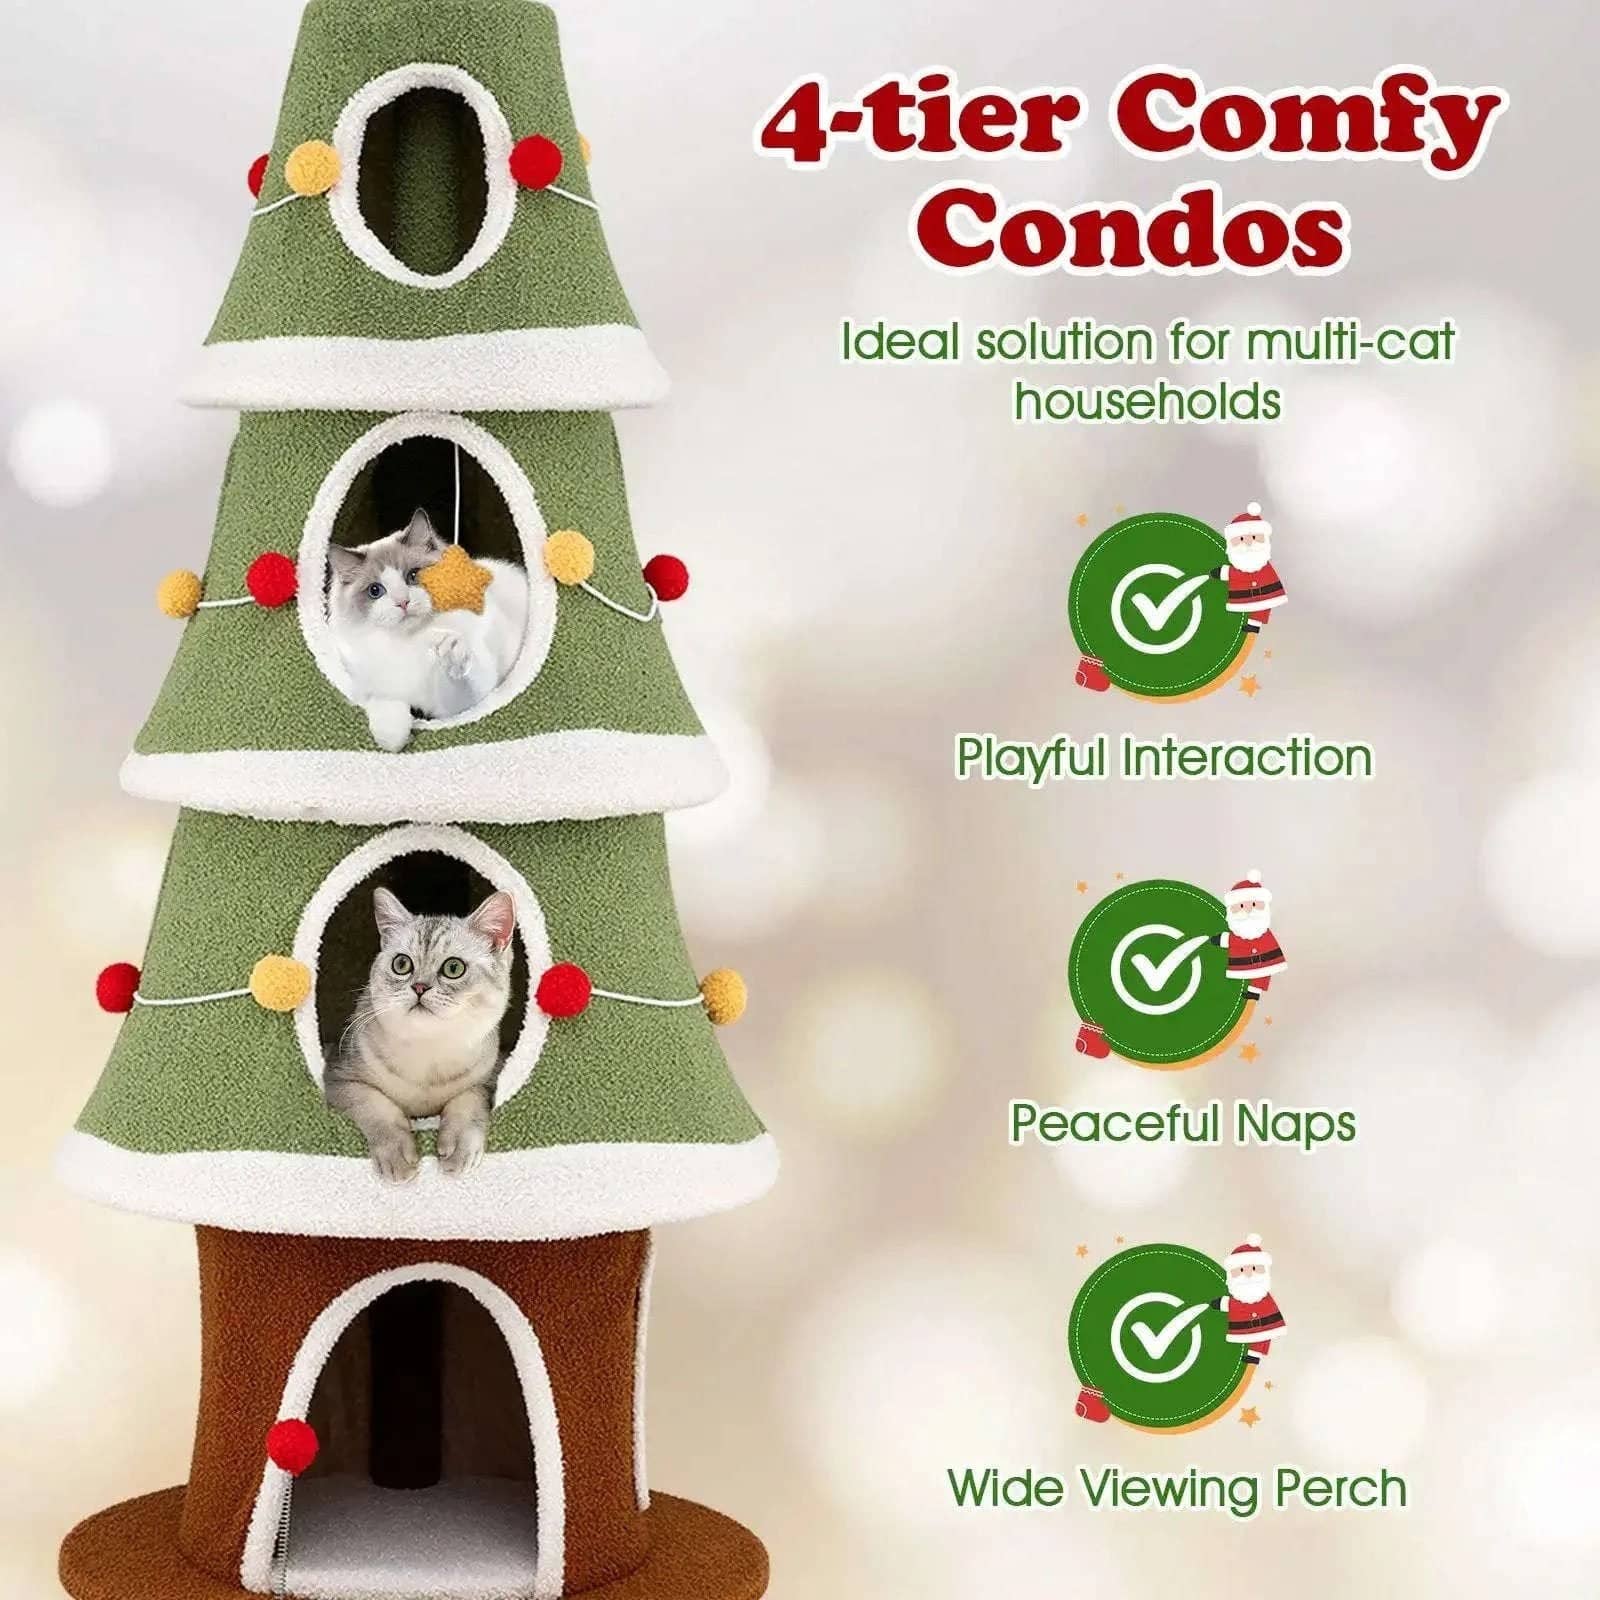 4-tier Comfy
Condos
Ideal solution for multi-cat
households
Playful Interaction
Peaceful Naps
Wide Viewing Perch